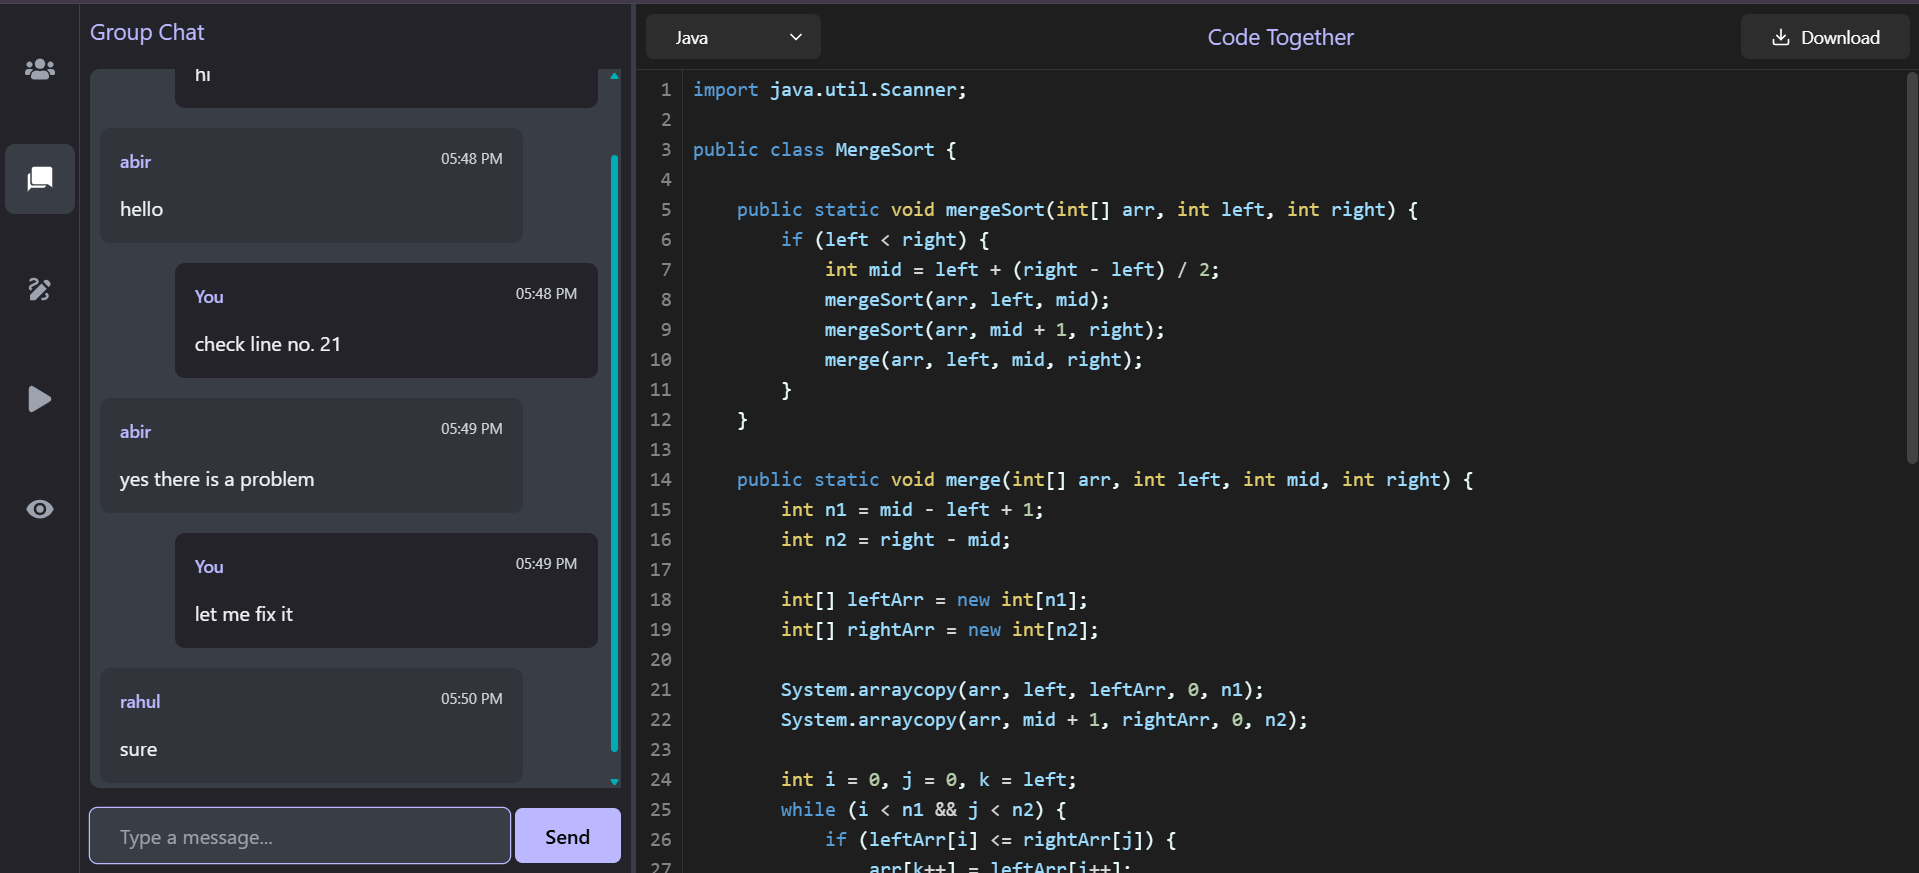 Group Chat
hi
abir 05:48 PM
hello
You 05:48 PM
check line no. 21
abir 05:49 PM
yes there is a problem
You 05:49 PM
let me fix it
rahul 05:50 PM
sure
Type a message... Send
Java Code Together Download
1 import java.util.Scanner;
2
3 public class MergeSort {
4
5     public static void mergeSort(int[] arr, int left, int right) {
6         if (left < right) {
7             int mid = left + (right - left) / 2;
8             mergeSort(arr, left, mid);
9             mergeSort(arr, mid + 1, right);
10             merge(arr, left, mid, right);
11         }
12     }
13
14     public static void merge(int[] arr, int left, int mid, int right) {
15         int n1 = mid - left + 1;
16         int n2 = right - mid;
17
18         int[] leftArr = new int[n1];
19         int[] rightArr = new int[n2];
20
21         System.arraycopy(arr, left, leftArr, 0, n1);
22         System.arraycopy(arr, mid + 1, rightArr, 0, n2);
23
24         int i = 0, j = 0, k = left;
25         while (i < n1 && j < n2) {
26             if (leftArr[i] <= rightArr[j]) {
27                 arr[k++] = leftArr[i++];